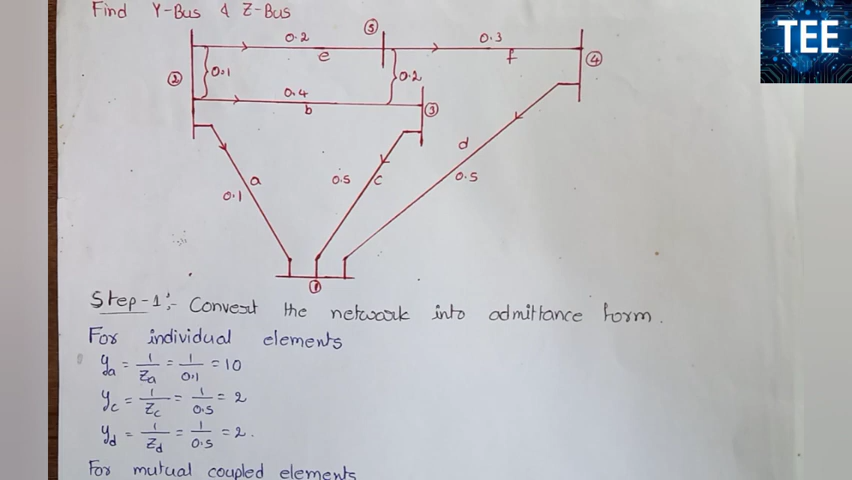 Find Y-Bus & Z-Bus
⑤
0.2
0.3
e
f
④
②
0.1
0.2
0.4
b
③
a
0.5
c
d
0.5
0.1
①
Step-1:- Convert the network into admittance form.
For individual elements
ya = 1/Za = 1/0.1 = 10
yc = 1/Zc = 1/0.5 = 2
yd = 1/Zd = 1/0.5 = 2.
For mutual coupled elements
TEE